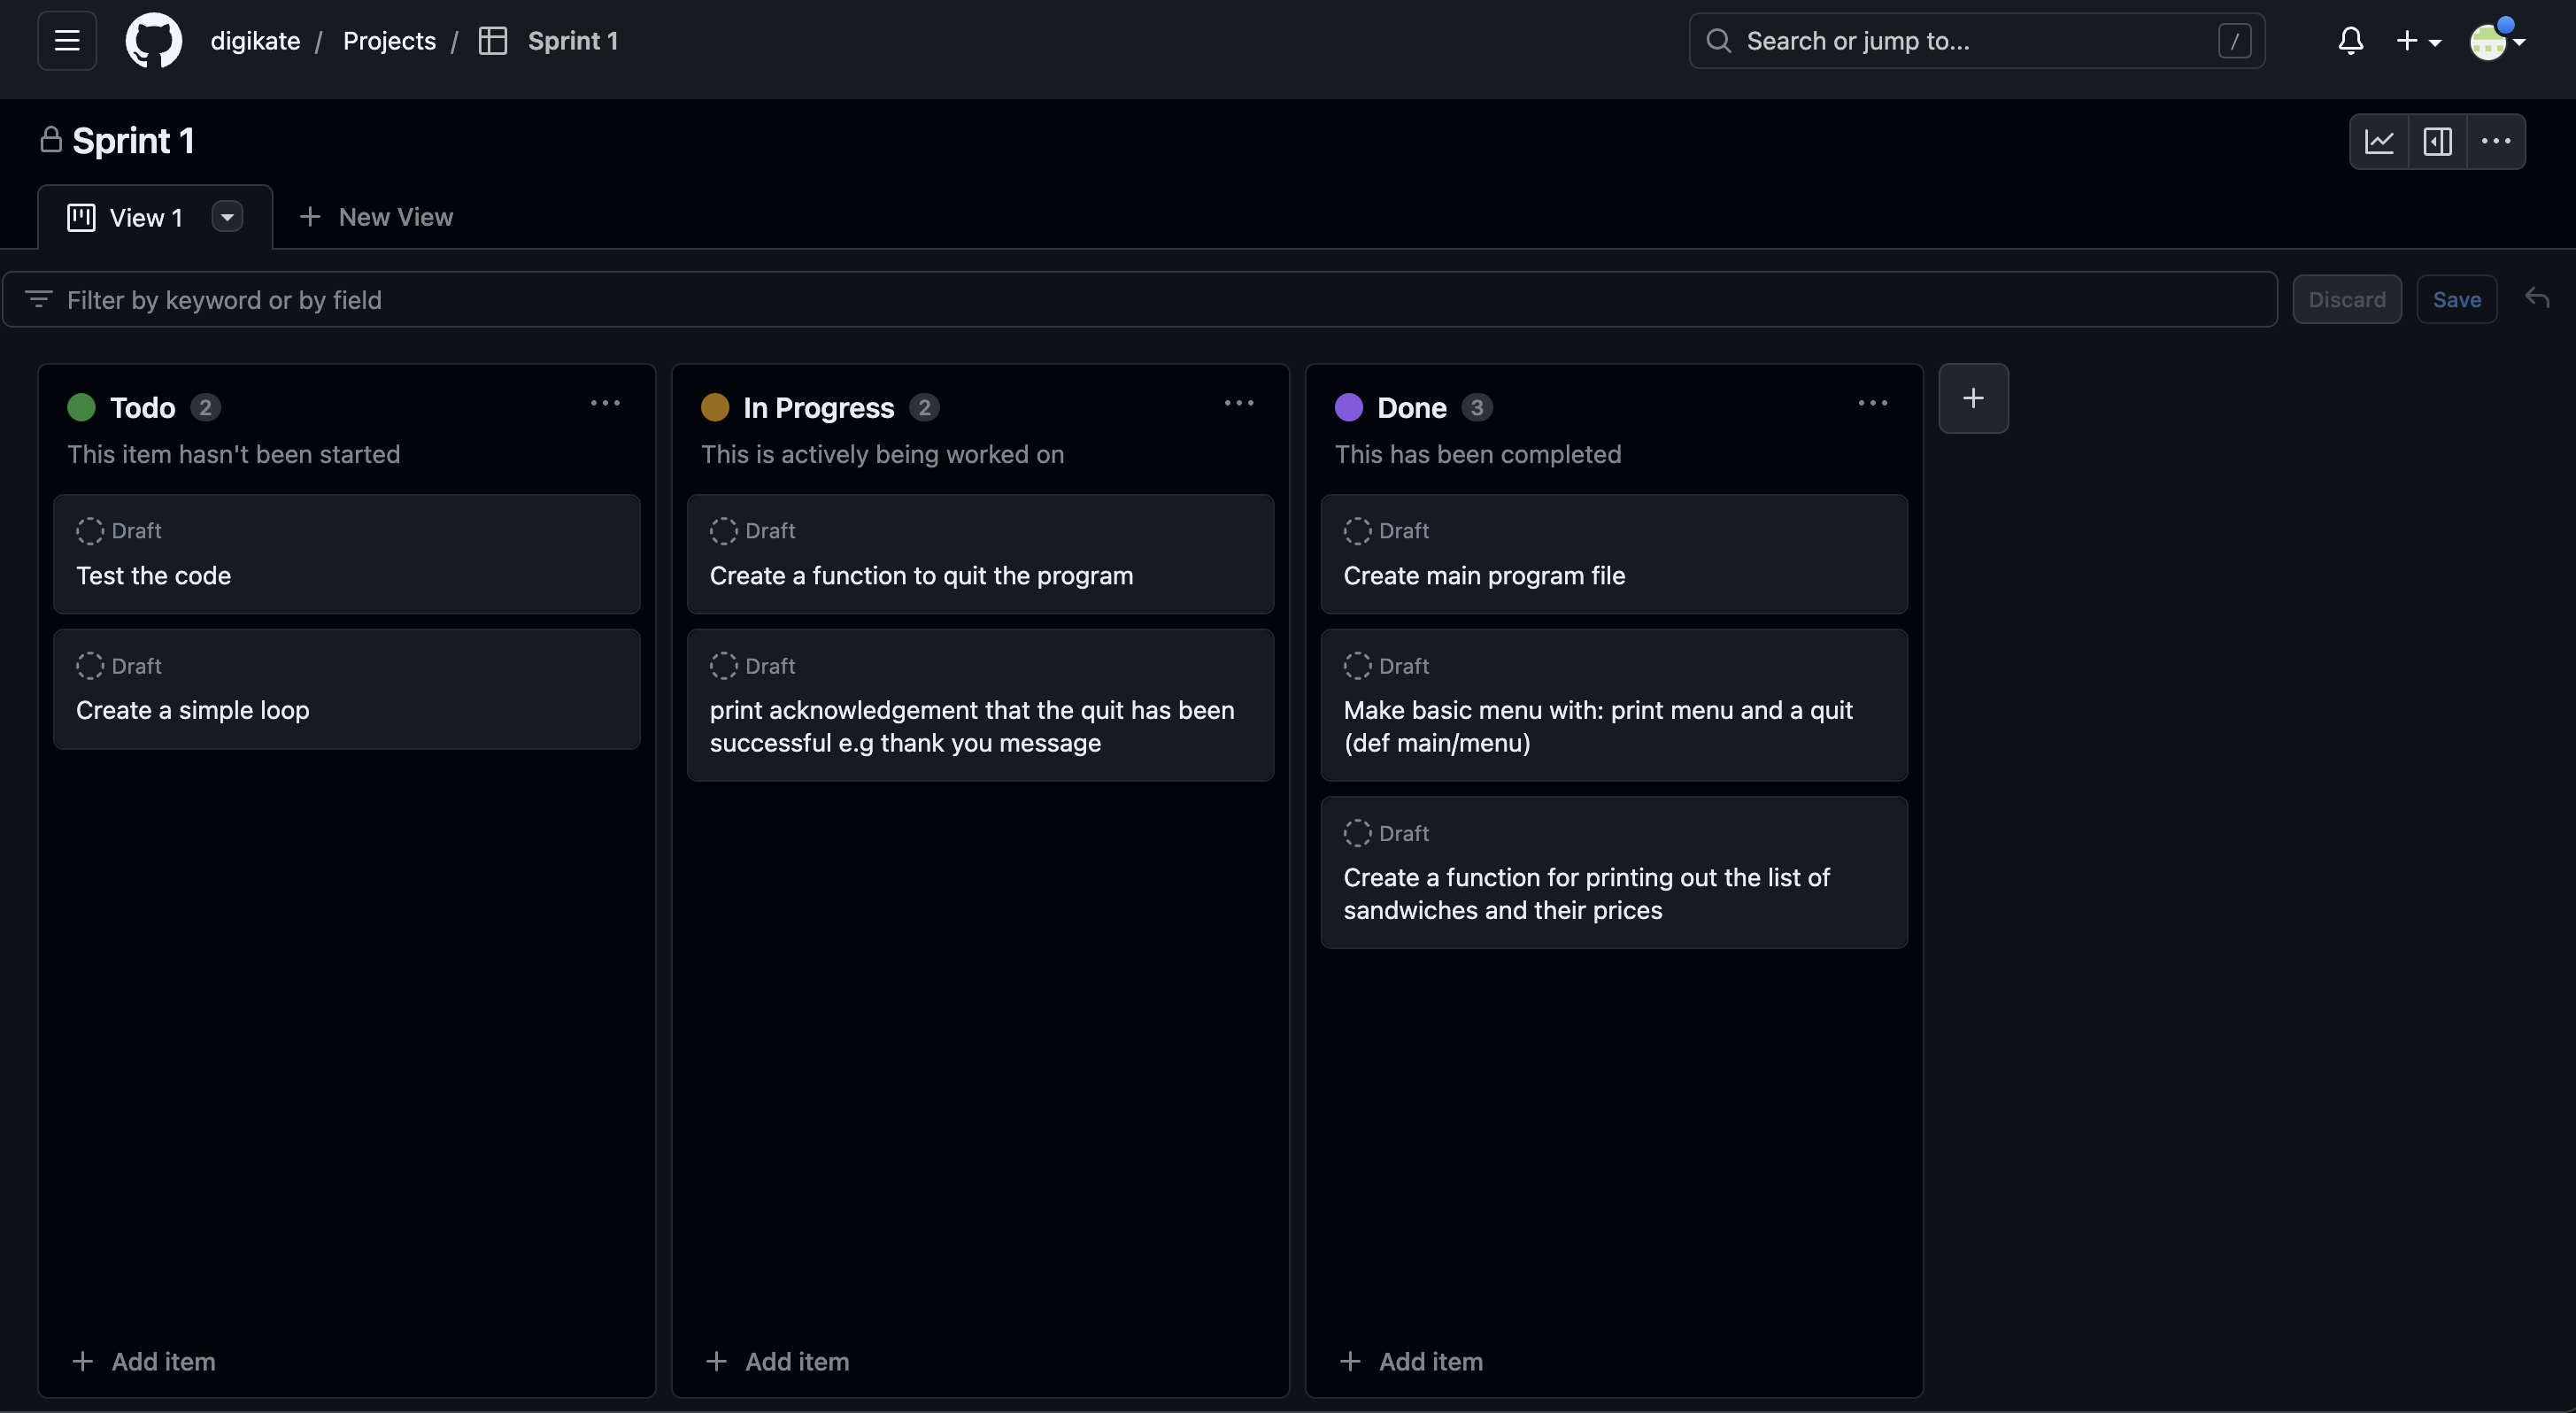 digikate / Projects / Sprint 1
Search or jump to...
/
Sprint 1
View 1
New View
Filter by keyword or by field
Discard
Save
Todo 2
This item hasn't been started
Draft
Test the code
Draft
Create a simple loop
Add item
In Progress 2
This is actively being worked on
Draft
Create a function to quit the program
Draft
print acknowledgement that the quit has been
successful e.g thank you message
Add item
Done 3
This has been completed
Draft
Create main program file
Draft
Make basic menu with: print menu and a quit
(def main/menu)
Draft
Create a function for printing out the list of
sandwiches and their prices
Add item